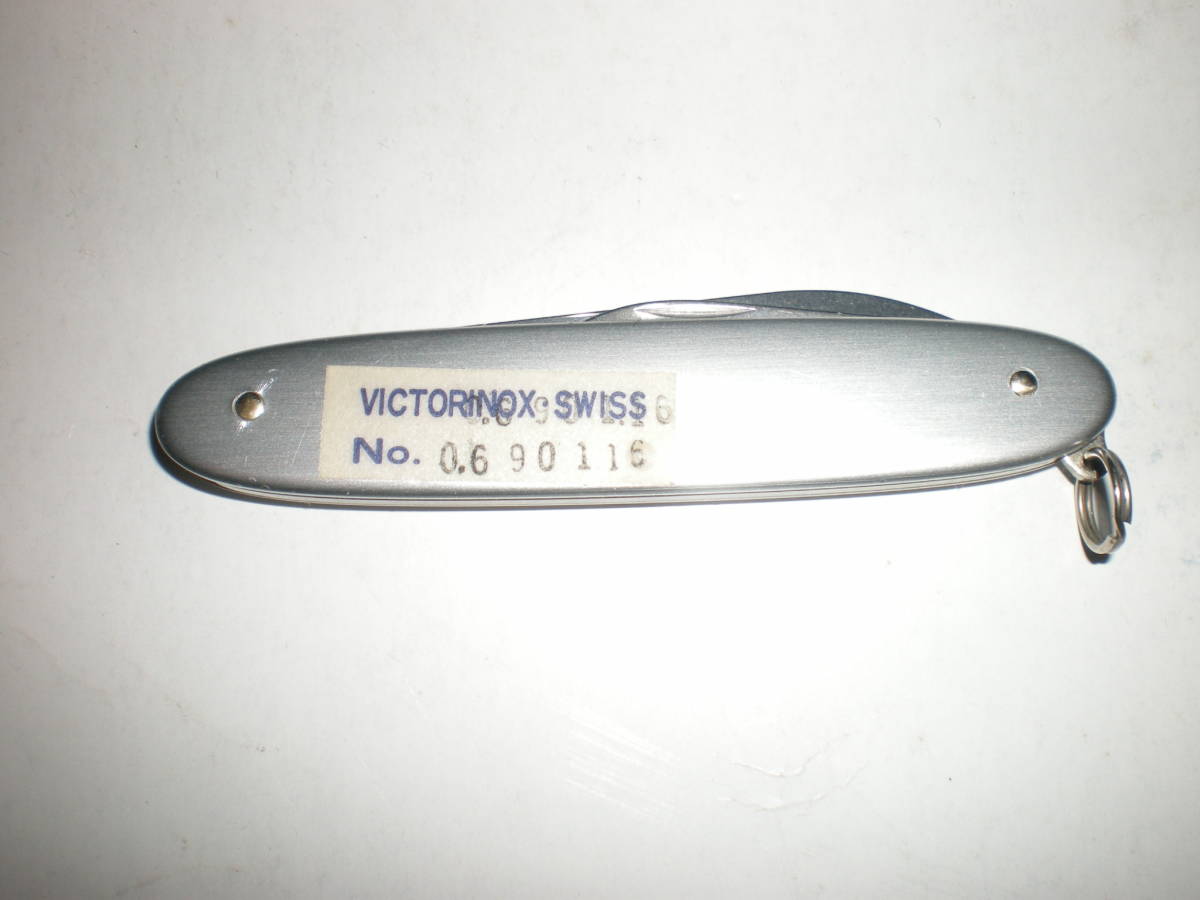 VICTORINOX SWISS
No. 0.6 90 116